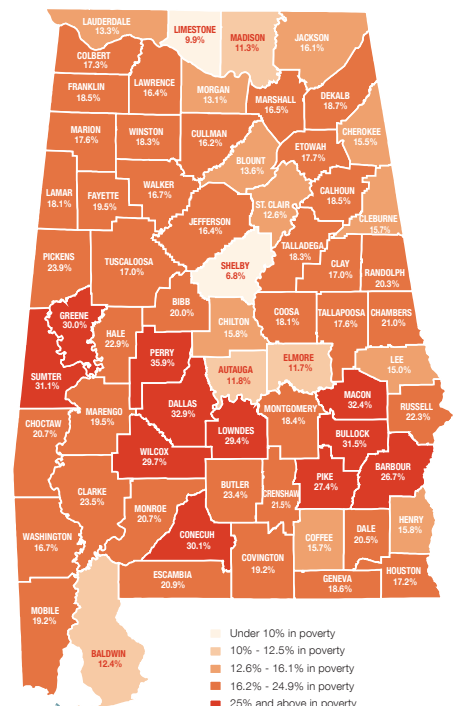 LAUDERDALE
13.3%
LIMESTONE
9.9%
MADISON
11.3%
JACKSON
16.1%
COLBERT
17.3%
FRANKLIN
18.5%
LAWRENCE
16.4%
MORGAN
13.1%
MARSHALL
16.5%
DEKALB
18.7%
MARION
17.6%
WINSTON
18.3%
CULLMAN
16.2%
BLOUNT
13.6%
ETOWAH
17.7%
CHEROKEE
15.5%
LAMAR
18.1%
FAYETTE
19.5%
WALKER
16.7%
JEFFERSON
16.4%
ST. CLAIR
12.6%
CALHOUN
18.5%
CLEBURNE
15.7%
PICKENS
23.9%
TUSCALOOSA
17.0%
SHELBY
6.8%
TALLADEGA
18.3%
CLAY
17.0%
RANDOLPH
20.3%
GREENE
30.0%
HALE
22.9%
BIBB
20.0%
CHILTON
15.8%
COOSA
18.1%
TALLAPOOSA
17.6%
CHAMBERS
21.0%
SUMTER
31.1%
PERRY
35.9%
AUTAUGA
11.8%
ELMORE
11.7%
LEE
15.0%
CHOCTAW
20.7%
MARENGO
19.5%
DALLAS
32.9%
LOWNDES
29.4%
MONTGOMERY
18.4%
MACON
32.4%
RUSSELL
22.3%
BULLOCK
31.5%
WILCOX
29.7%
CLARKE
23.5%
MONROE
20.7%
BUTLER
23.4%
CRENSHAW
21.5%
PIKE
27.4%
BARBOUR
26.7%
WASHINGTON
16.7%
CONECUH
30.1%
COVINGTON
19.2%
COFFEE
15.7%
DALE
20.5%
HENRY
15.8%
ESCAMBIA
20.9%
GENEVA
18.6%
HOUSTON
17.2%
MOBILE
19.2%
BALDWIN
12.4%
Under 10% in poverty
10% - 12.5% in poverty
12.6% - 16.1% in poverty
16.2% - 24.9% in poverty
25% and above in poverty